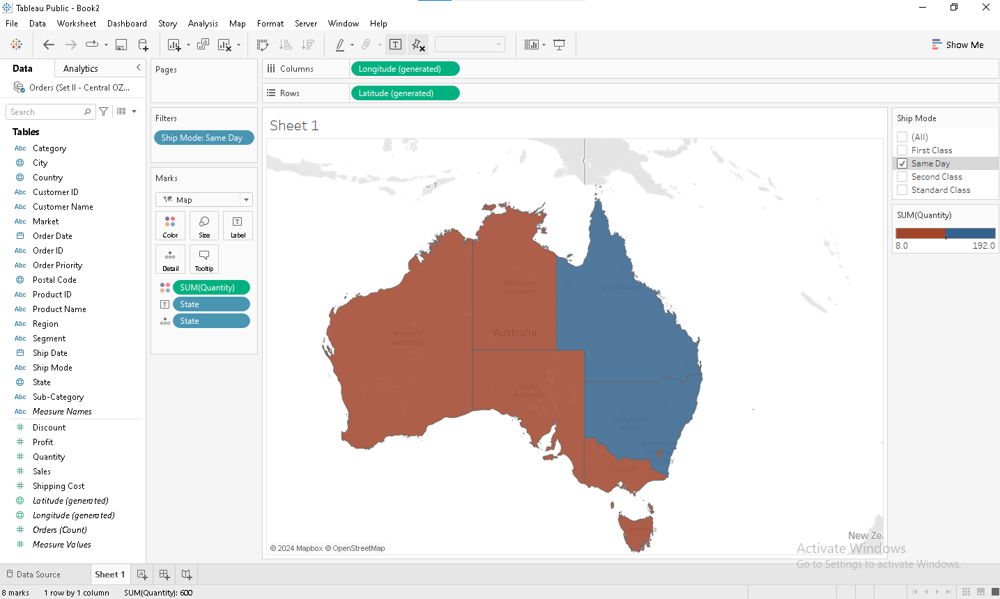 Tableau Public - Book2
File Data Worksheet Dashboard Story Analysis Map Format Server Window Help
Show Me
Data Analytics
Orders (Set II - Central OZ...
Search
Tables
Abc Category
City
Country
Abc Customer ID
Abc Customer Name
Abc Market
Order Date
Abc Order ID
Abc Order Priority
Postal Code
Abc Product ID
Abc Product Name
Abc Region
Abc Segment
Ship Date
Abc Ship Mode
State
Abc Sub-Category
Abc Measure Names
Discount
Profit
Quantity
Sales
Shipping Cost
Latitude (generated)
Longitude (generated)
Orders (Count)
Measure Values
Pages
Filters
Ship Mode: Same Day
Marks
Map
Color Size Label
Detail Tooltip
SUM(Quantity)
State
State
Columns Longitude (generated)
Rows Latitude (generated)
Sheet 1
Northern
Territory
Queensland
Western
Australia
Australia
South
Australia
New South
Wales
Australian
Capital
Territory
Victoria
Tasmania
New Zea
© 2024 Mapbox © OpenStreetMap
Ship Mode
(All)
First Class
Same Day
Second Class
Standard Class
SUM(Quantity)
8.0 192.0
Activate Windows
Go to Settings to activate Windows.
Data Source Sheet 1
8 marks 1 row by 1 column SUM(Quantity): 600